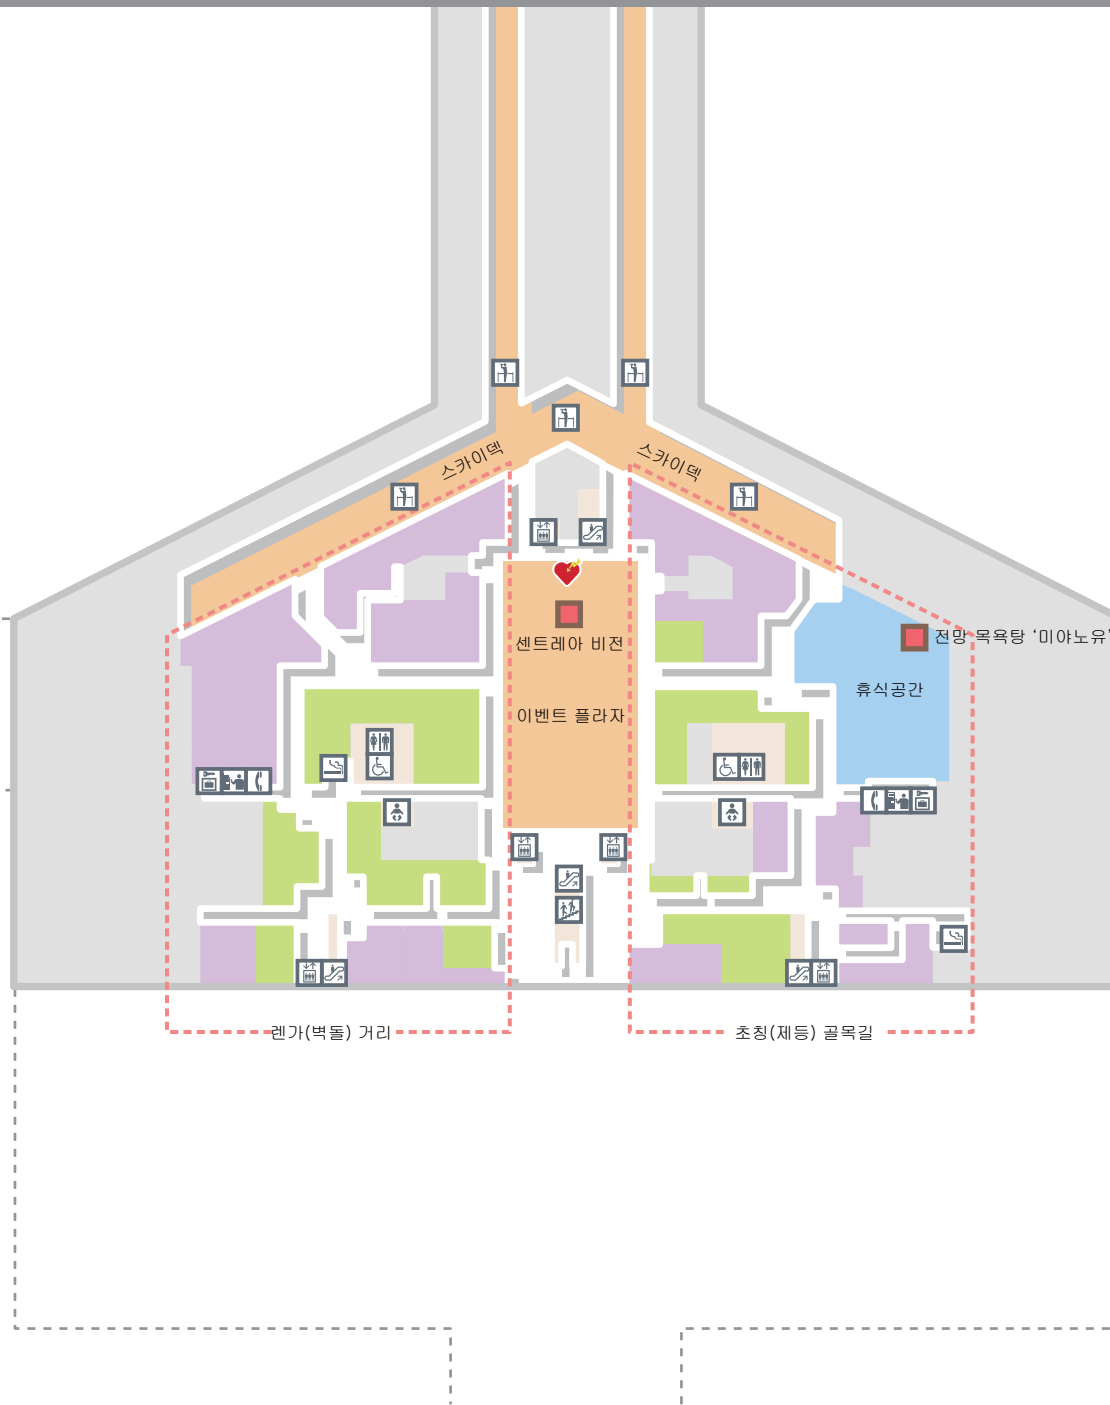 스카이덱
스카이덱
센트레아 비전
전망 목욕탕 ‘미야노유’
휴식공간
이벤트 플라자
렌가(벽돌) 거리
초칭(제등) 골목길